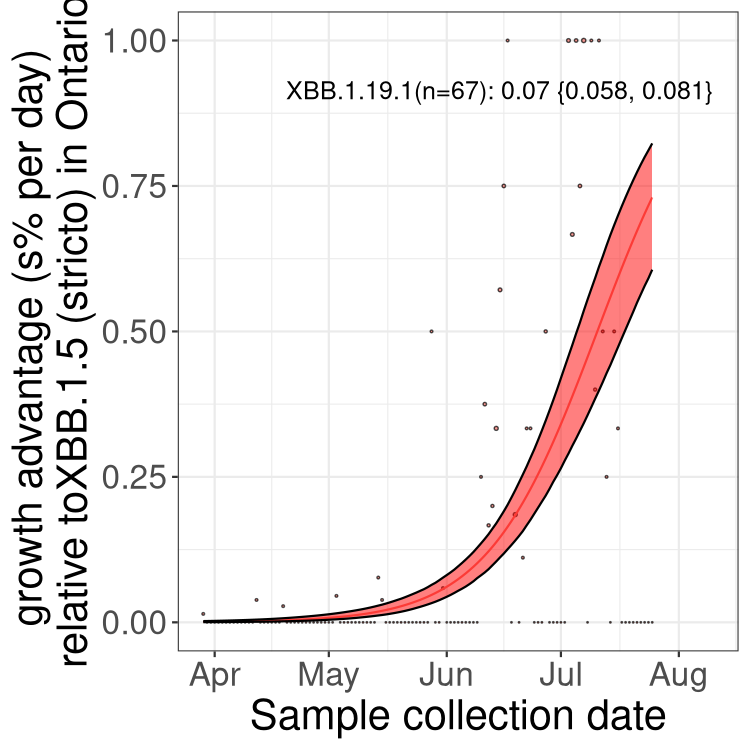 growth advantage (s% per day)
relative toXBB.1.5 (stricto) in Ontario
1.00
XBB.1.19.1(n=67): 0.07 {0.058, 0.081}
0.75
0.50
0.25
0.00
Apr May Jun Jul Aug
Sample collection date